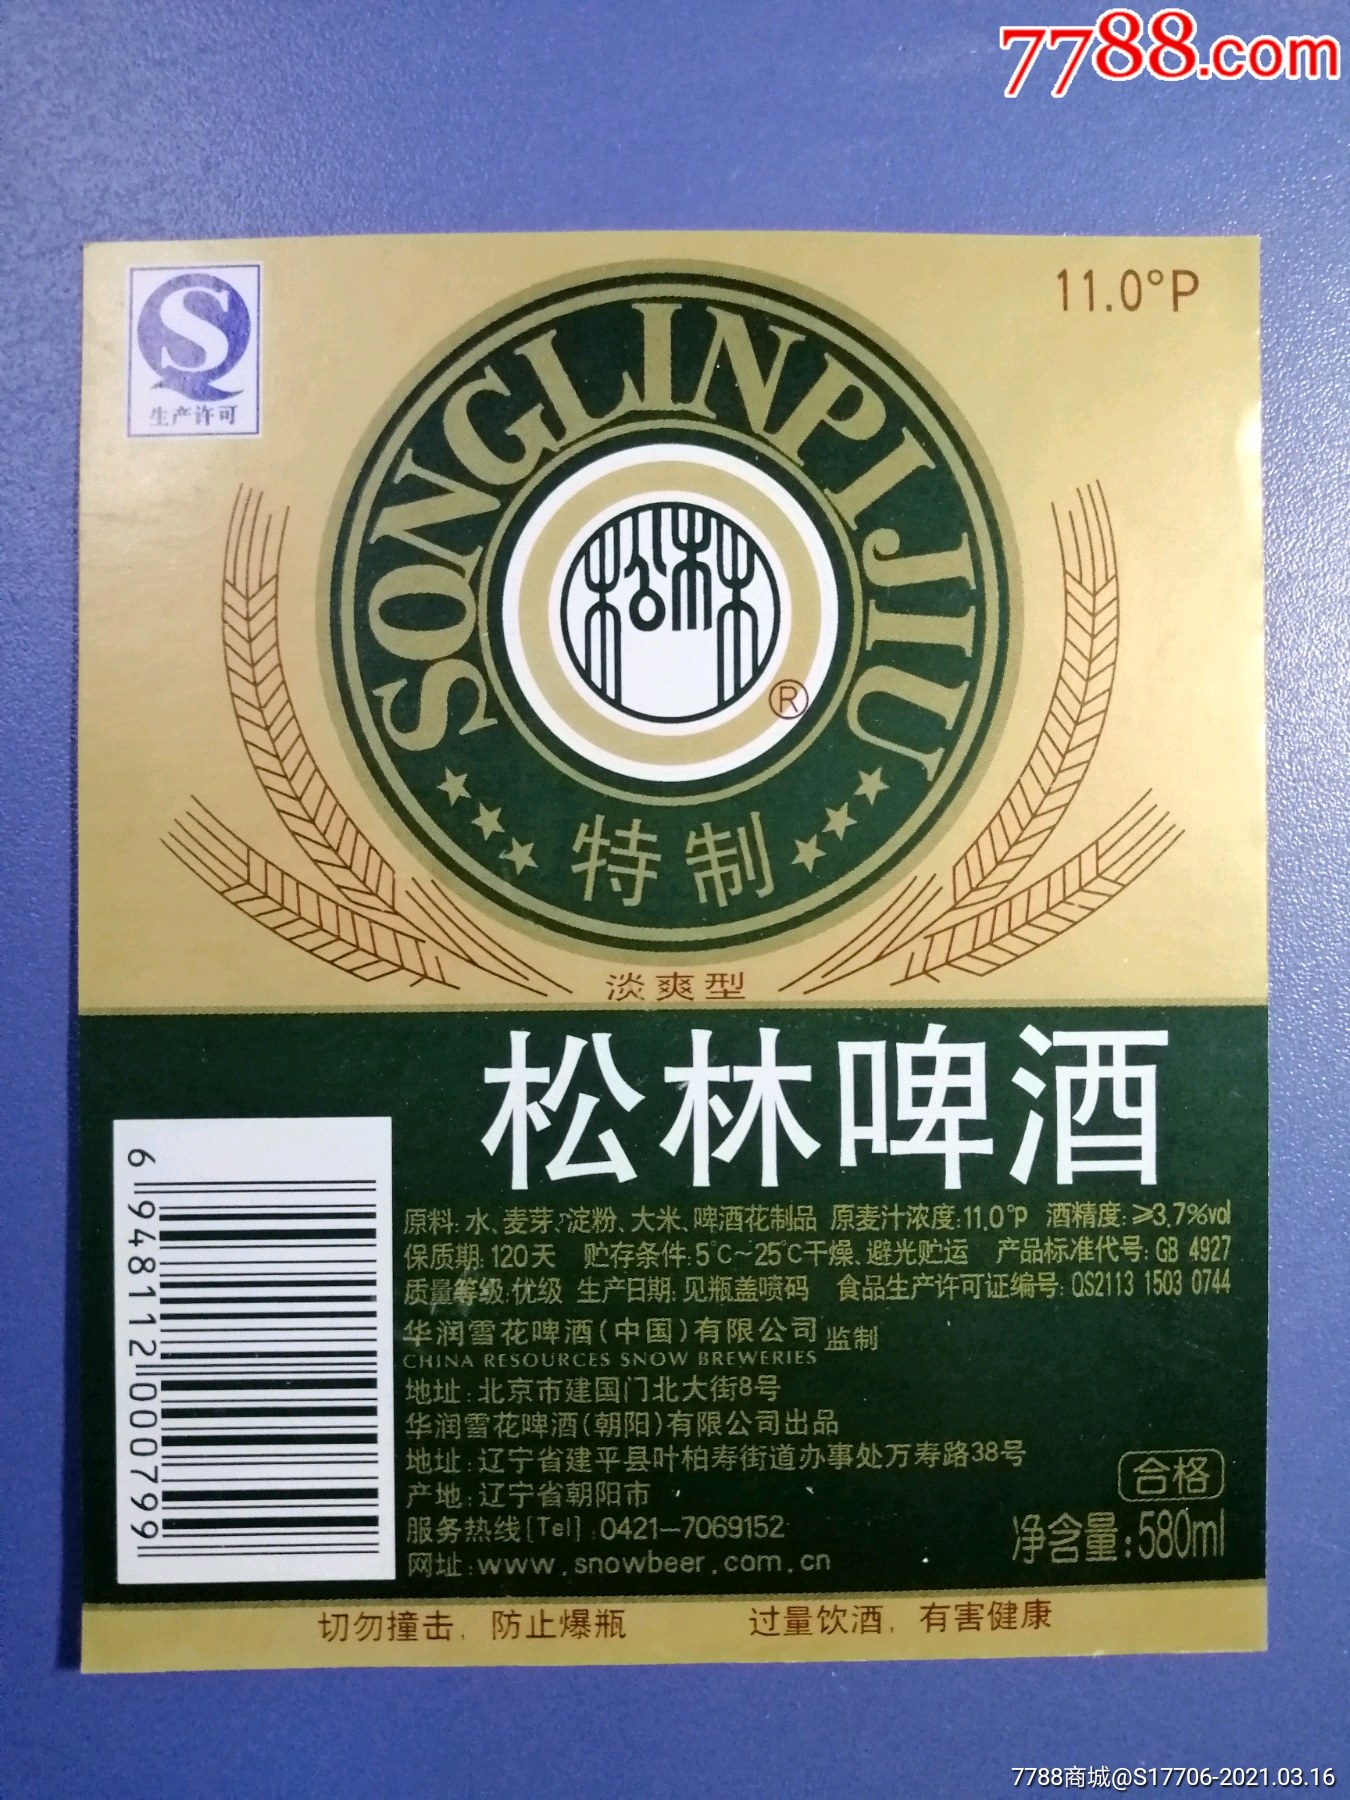 7788.com
11.0°P
S
生产许可
SONGLINPIJIU
松林
®
特制
淡爽型
松林啤酒
原料:水、麦芽、淀粉、大米、啤酒花制品 原麦汁浓度:11.0°P 酒精度:≥3.7%vol
保质期:120天 贮存条件:5°C~25°C干燥、避光贮运 产品标准代号:GB 4927
质量等级:优级 生产日期:见瓶盖喷码 食品生产许可证编号:QS2113 1503 0744
华润雪花啤酒(中国)有限公司 监制
CHINA RESOURCES SNOW BREWERIES
地址:北京市建国门北大街8号
华润雪花啤酒(朝阳)有限公司出品
地址:辽宁省建平县叶柏寿街道办事处万寿路38号
产地:辽宁省朝阳市
服务热线[Tel]:0421-7069152
网址:www.snowbeer.com.cn
合格
净含量:580ml
6 948112 000799
切勿撞击,防止爆瓶 过量饮酒,有害健康
7788商城@S17706-2021.03.16